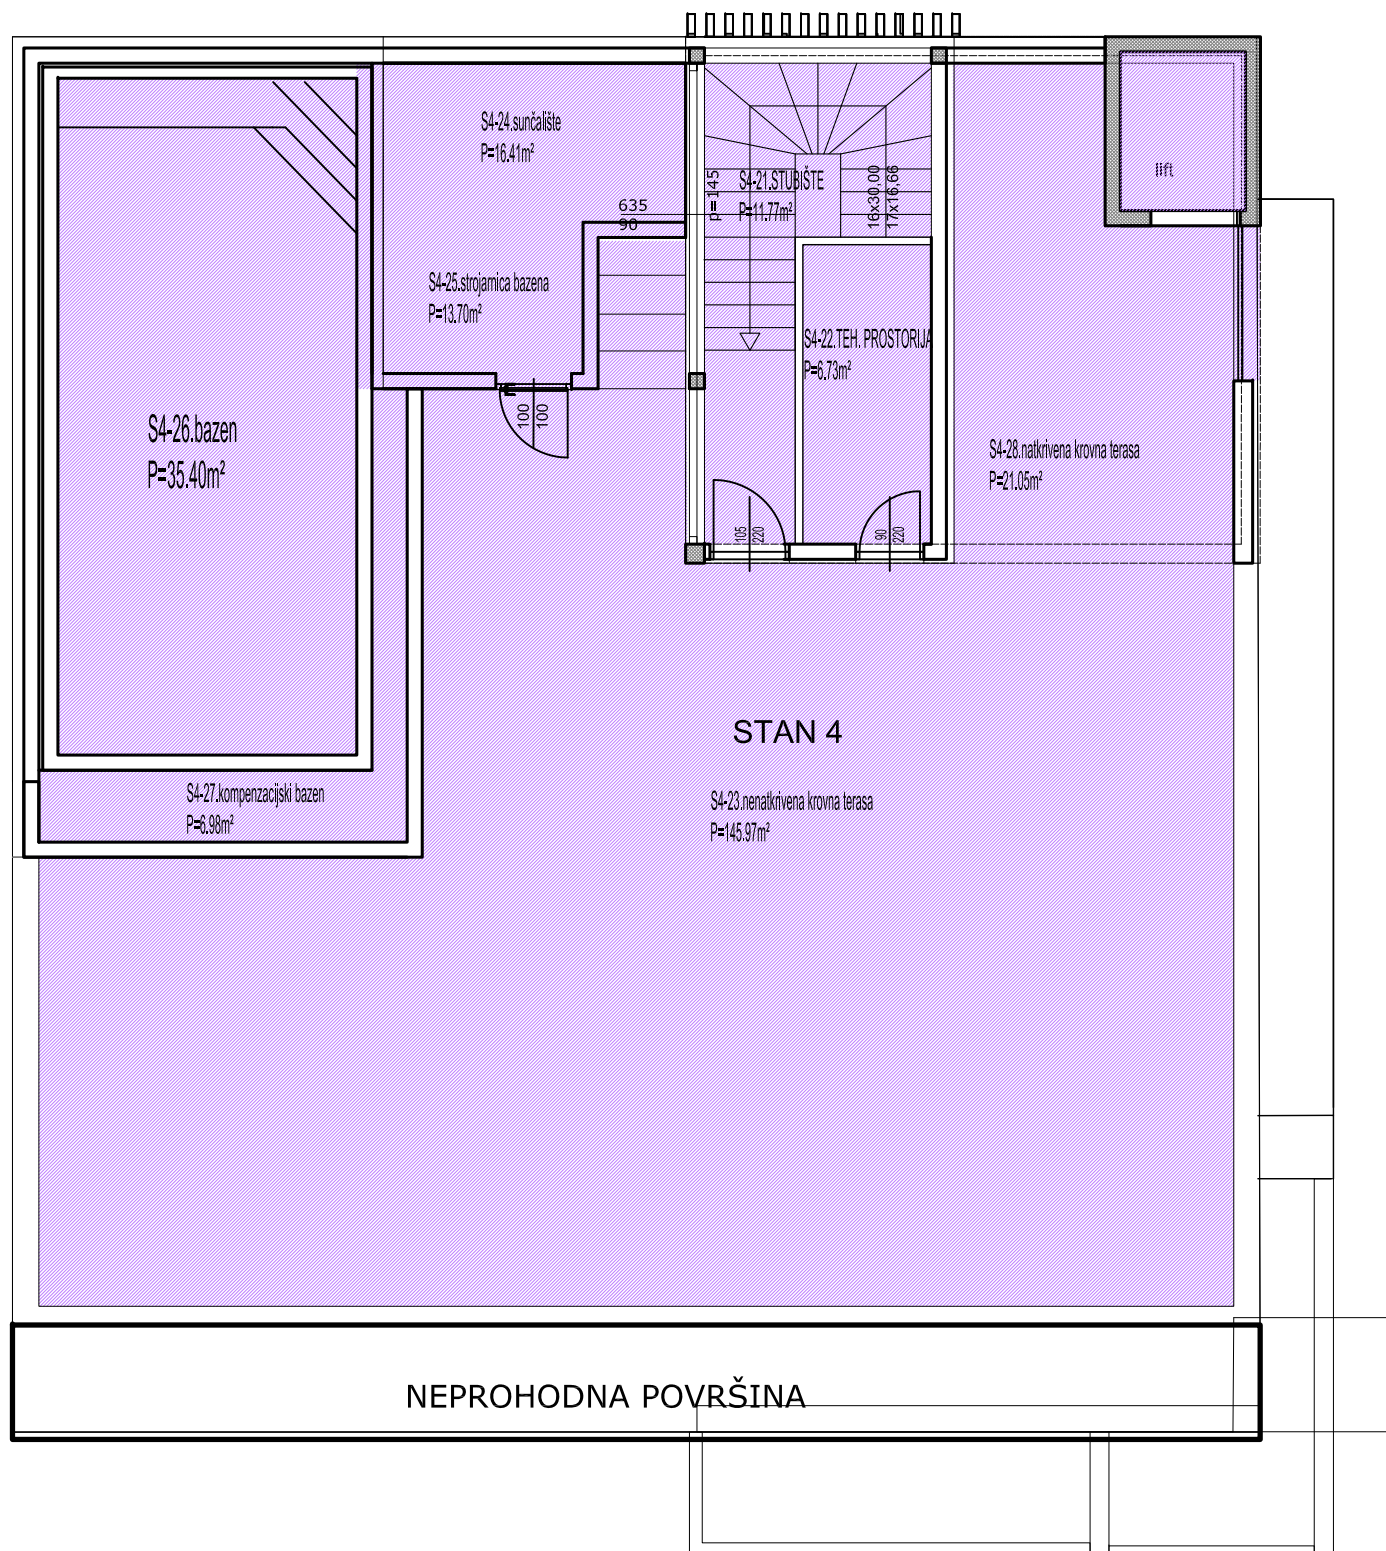 S4-24.sunčalište
P=16.41m²
S4-21.STUBIŠTE
P=11.77m²
p=145
16x30,00
17x16,66
lift
635
90
S4-25.strojarnica bazena
P=13.70m²
S4-22.TEH. PROSTORIJA
P=6.73m²
100
100
S4-26.bazen
P=35.40m²
S4-28.natkrivena krovna terasa
P=21.05m²
105
220
90
220
STAN 4
S4-27.kompenzacijski bazen
P=6.98m²
S4-23.nenatkrivena krovna terasa
P=145.97m²
NEPROHODNA POVRŠINA